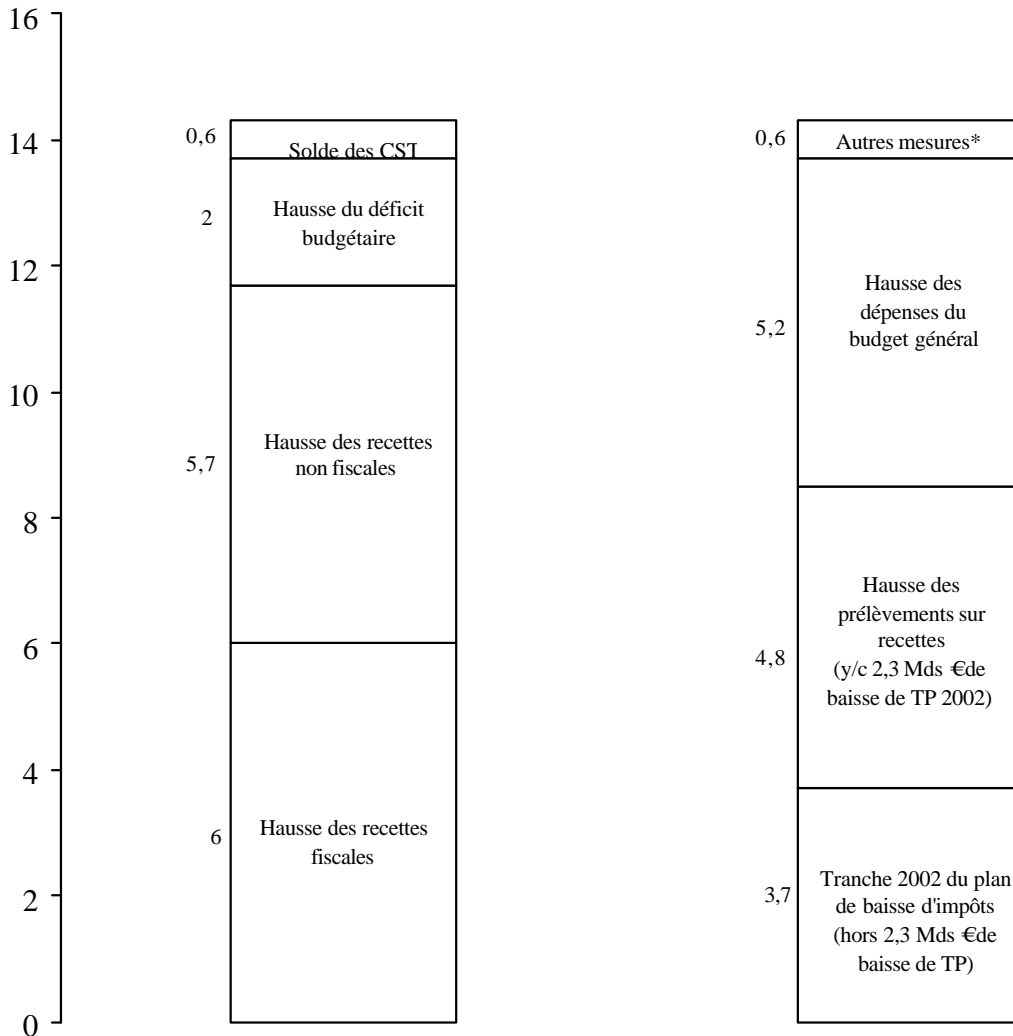 16
14
12
10
8
6
4
2
0
0,6
Solde des CST
2
Hausse du déficit
budgétaire
5,7
Hausse des recettes
non fiscales
6
Hausse des recettes
fiscales
0,6
Autres mesures*
5,2
Hausse des
dépenses du
budget général
4,8
Hausse des
prélèvements sur
recettes
(y/c 2,3 Mds €de
baisse de TP 2002)
3,7
Tranche 2002 du plan
de baisse d'impôts
(hors 2,3 Mds €de
baisse de TP)